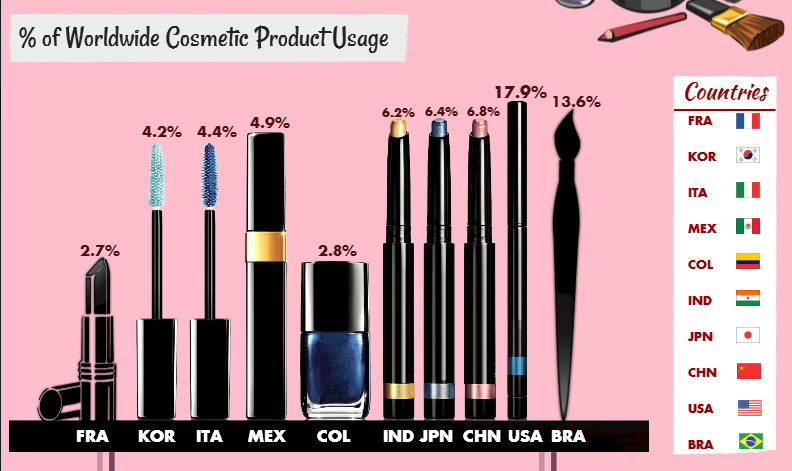 % of Worldwide Cosmetic Product Usage
2.7%
4.2%
4.4%
4.9%
2.8%
6.2%
6.4%
6.8%
17.9%
13.6%
FRA KOR ITA MEX COL IND JPN CHN USA BRA
Countries
FRA
KOR
ITA
MEX
COL
IND
JPN
CHN
USA
BRA